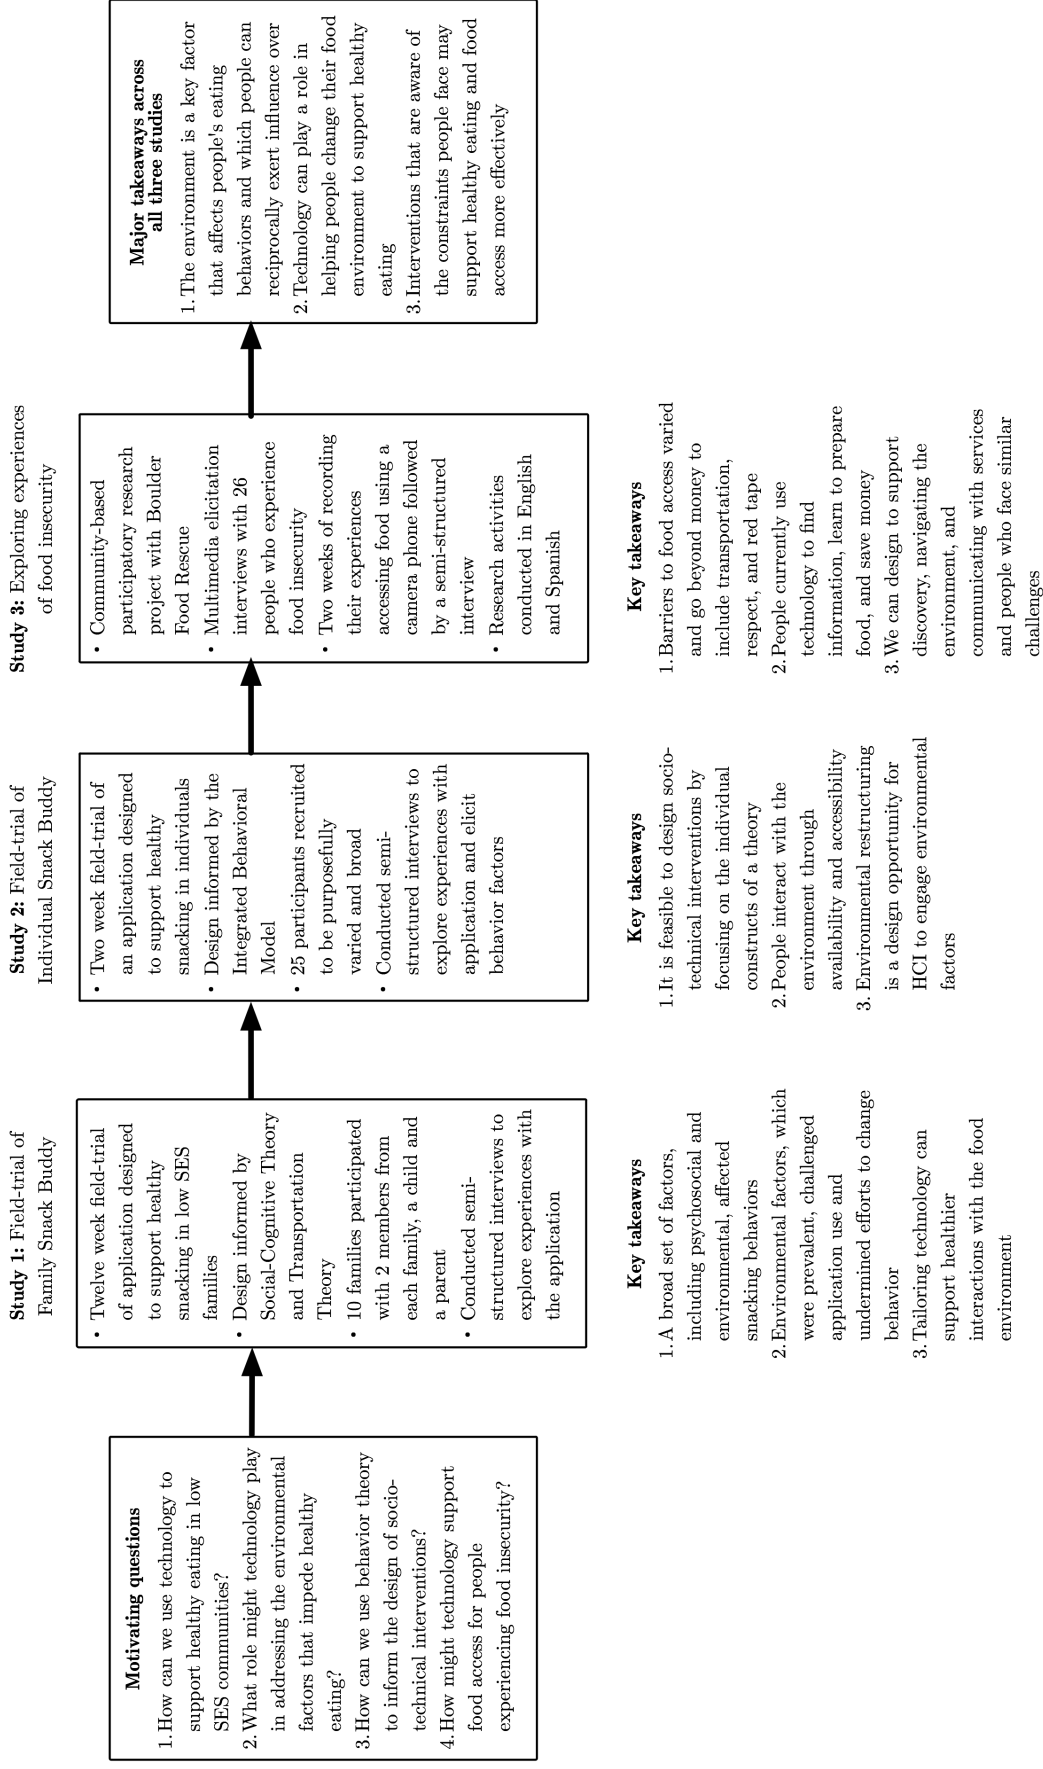 Motivating questions
1. How can we use technology to
support healthy eating in low
SES communities?
2. What role might technology play
in addressing the environmental
factors that impede healthy
eating?
3. How can we use behavior theory
to inform the design of socio-
technical interventions?
4. How might technology support
food access for people
experiencing food insecurity?
Study 1: Field-trial of
Family Snack Buddy
• Twelve week field-trial
of application designed
to support healthy
snacking in low SES
families
• Design informed by
Social-Cognitive Theory
and Transportation
Theory
• 10 families participated
with 2 members from
each family, a child and
a parent
• Conducted semi-
structured interviews to
explore experiences with
the application
Key takeaways
1. A broad set of factors,
including psychosocial and
environmental, affected
snacking behaviors
2. Environmental factors, which
were prevalent, challenged
application use and
undermined efforts to change
behavior
3. Tailoring technology can
support healthier
interactions with the food
environment
Study 2: Field-trial of
Individual Snack Buddy
• Two week field-trial of
an application designed
to support healthy
snacking in individuals
• Design informed by the
Integrated Behavioral
Model
• 25 participants recruited
to be purposefully
varied and broad
• Conducted semi-
structured interviews to
explore experiences with
application and elicit
behavior factors
Key takeaways
1. It is feasible to design socio-
technical interventions by
focusing on the individual
constructs of a theory
2. People interact with the
environment through
availability and accessibility
3. Environmental restructuring
is a design opportunity for
HCI to engage environmental
factors
Study 3: Exploring experiences
of food insecurity
• Community-based
participatory research
project with Boulder
Food Rescue
• Multimedia elicitation
interviews with 26
people who experience
food insecurity
• Two weeks of recording
their experiences
accessing food using a
camera phone followed
by a semi-structured
interview
• Research activities
conducted in English
and Spanish
Key takeaways
1. Barriers to food access varied
and go beyond money to
include transportation,
respect, and red tape
2. People currently use
technology to find
information, learn to prepare
food, and save money
3. We can design to support
discovery, navigating the
environment, and
communicating with services
and people who face similar
challenges
Major takeaways across
all three studies
1. The environment is a key factor
that affects people's eating
behaviors and which people can
reciprocally exert influence over
2. Technology can play a role in
helping people change their food
environment to support healthy
eating
3. Interventions that are aware of
the constraints people face may
support healthy eating and food
access more effectively